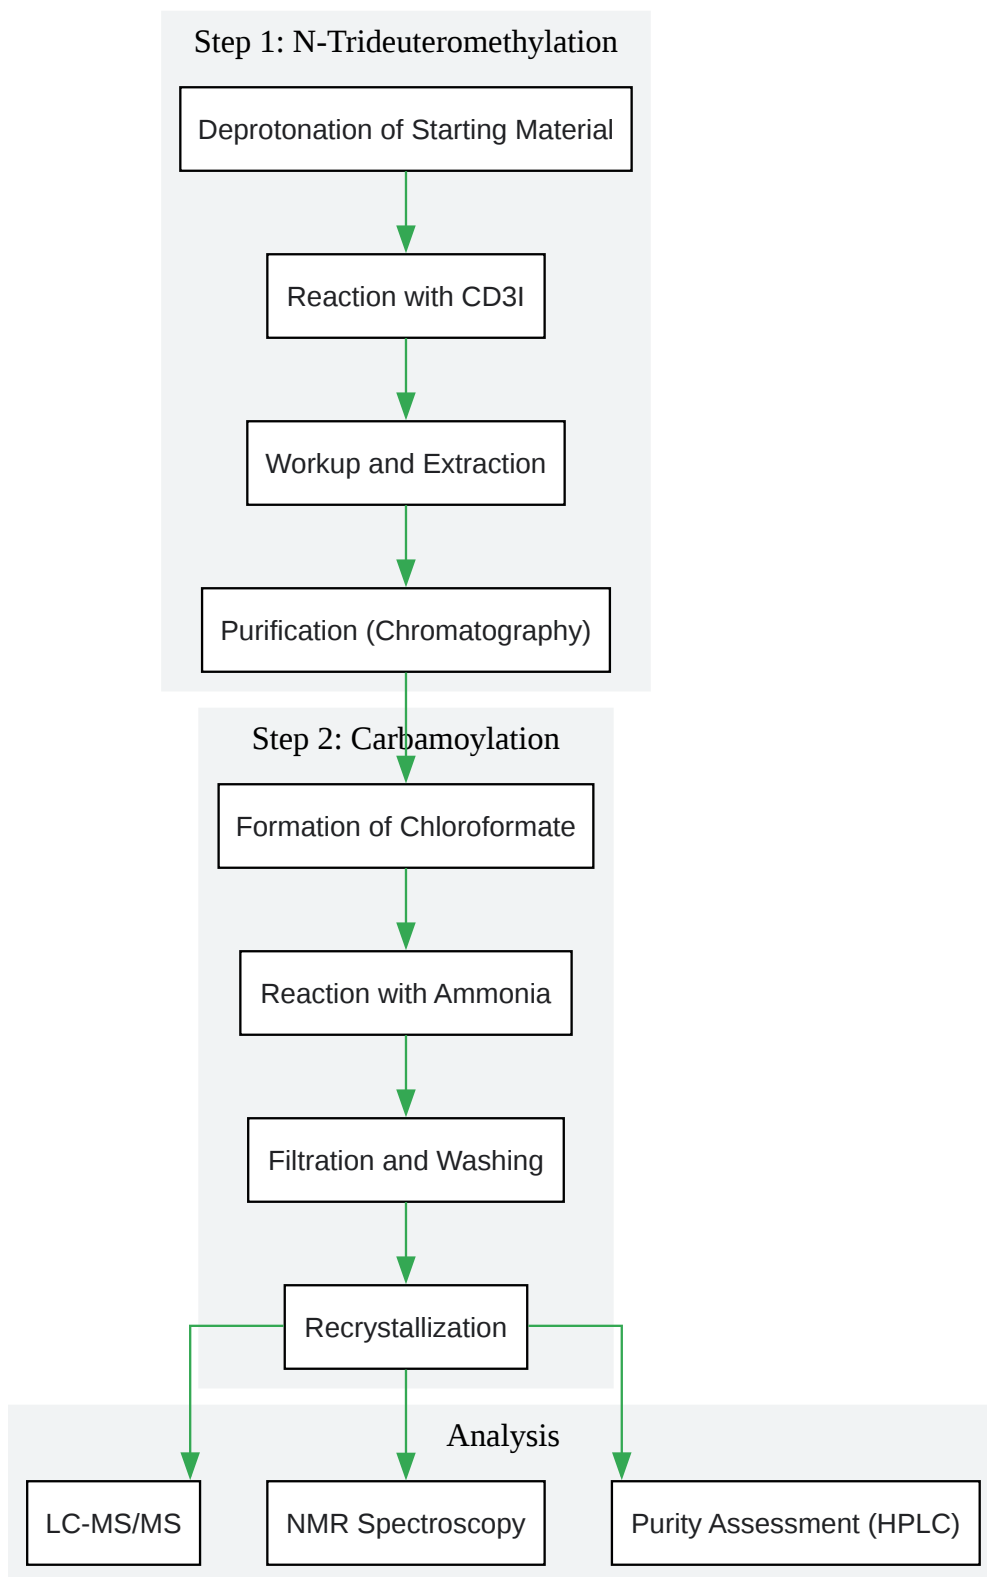 Step 1: N-Trideuteromethylation
Deprotonation of Starting Material
Reaction with CD3I
Workup and Extraction
Purification (Chromatography)
Step 2: Carbamoylation
Formation of Chloroformate
Reaction with Ammonia
Filtration and Washing
Recrystallization
Analysis
LC-MS/MS
NMR Spectroscopy
Purity Assessment (HPLC)